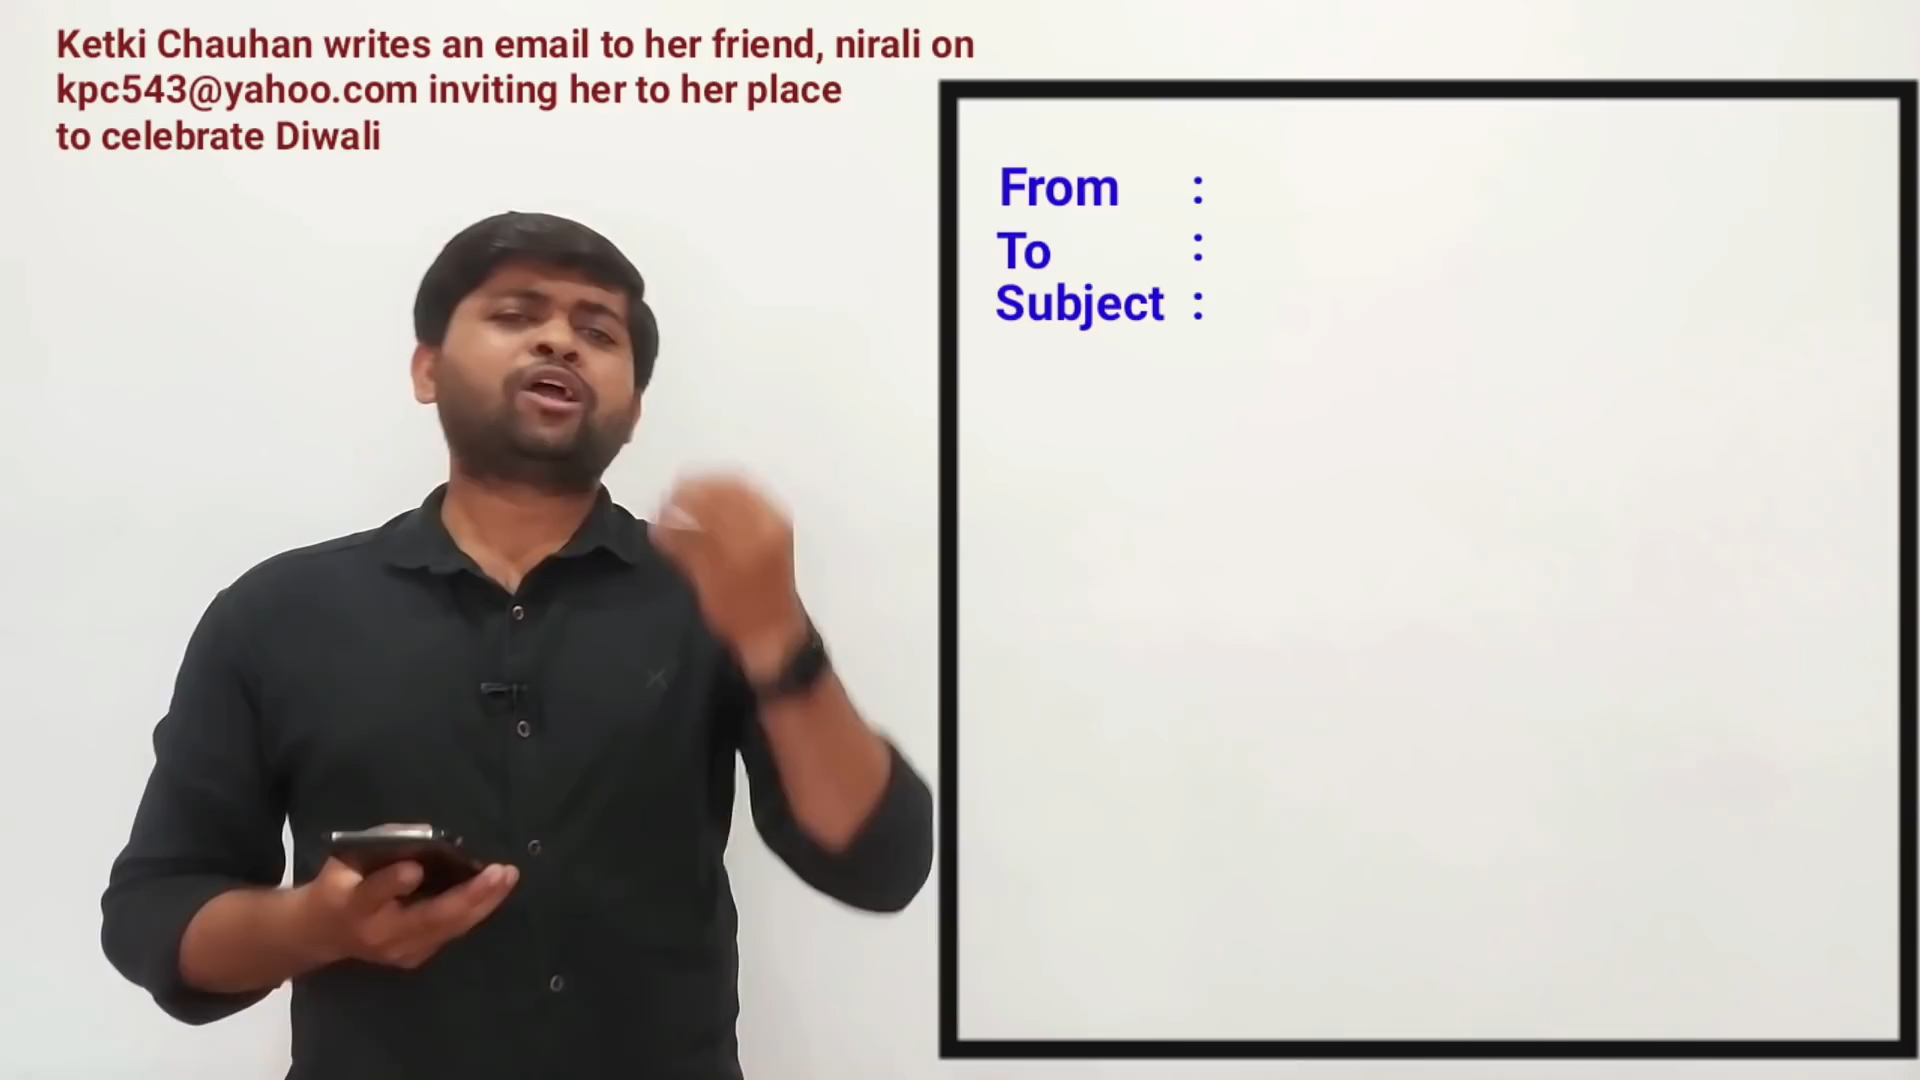 Ketki Chauhan writes an email to her friend, nirali on
kpc543@yahoo.com inviting her to her place
to celebrate Diwali
From :
To :
Subject :